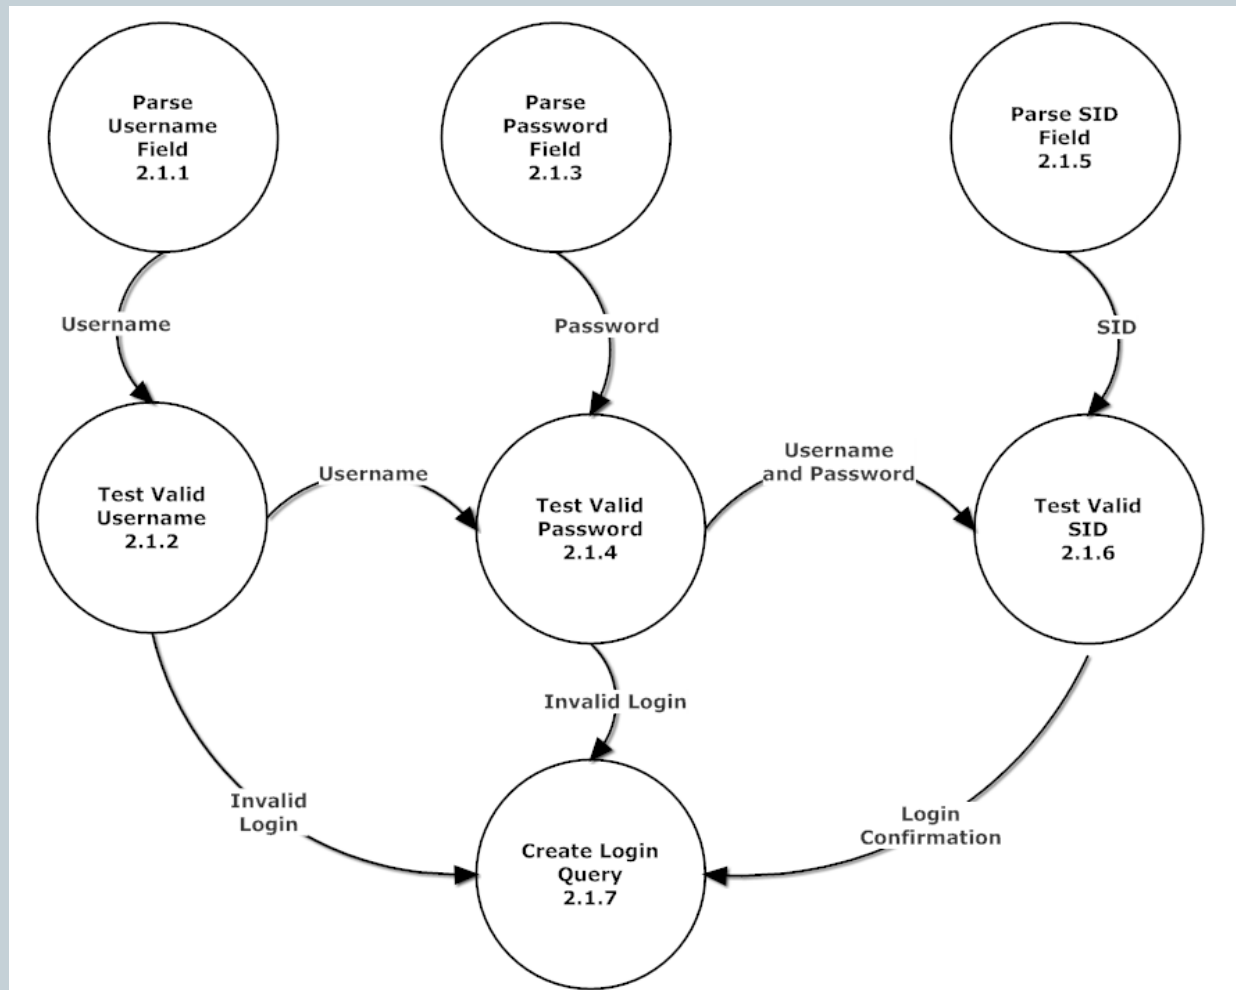 Parse
Username
Field
2.1.1
Parse
Password
Field
2.1.3
Parse SID
Field
2.1.5
Username
Password
SID
Test Valid
Username
2.1.2
Username
Test Valid
Password
2.1.4
Username
and Password
Test Valid
SID
2.1.6
Invalid Login
Invalid
Login
Login
Confirmation
Create Login
Query
2.1.7